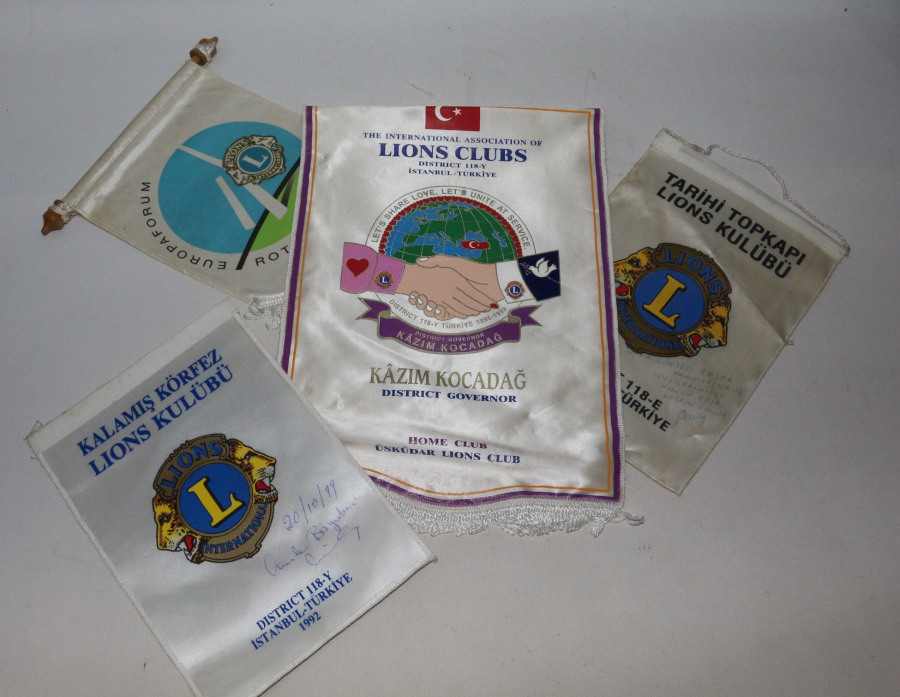 EUROPAFORUM
ROT
L
THE INTERNATIONAL ASSOCIATION OF
LIONS CLUBS
DISTRICT 118-Y
İSTANBUL-TÜRKİYE
LET'S SHARE LOVE, LET'S UNITE AT SERVICE.
DISTRICT 118-Y TÜRKİYE 1998-1999
DISTRICT GOVERNOR
KÂZIM KOCADAĞ
KÂZIM KOCADAĞ
DISTRICT GOVERNOR
HOME CLUB
ÜSKÜDAR LIONS CLUB
TARİHİ TOPKAPI
LIONS KULÜBÜ
LIONS
L
INTERNATIONAL
118-E
TÜRKİYE
KALAMIŞ KÖRFEZ
LIONS KULÜBÜ
LIONS
L
INTERNATIONAL
20/10/99
DISTRICT 118-Y
İSTANBUL-TÜRKİYE
1992